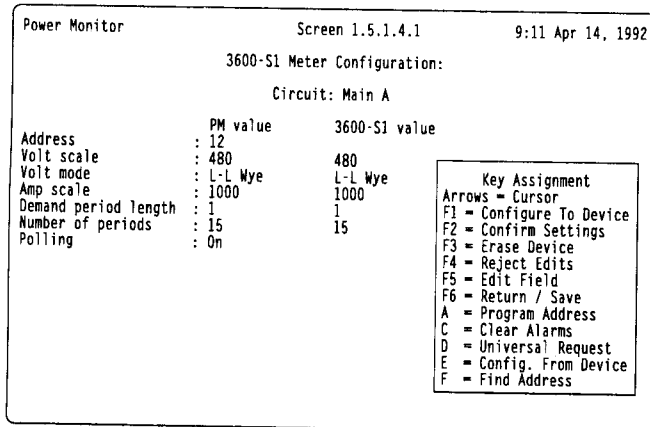 Power Monitor Screen 1.5.1.4.1 9:11 Apr 14, 1992
3600-S1 Meter Configuration:
Circuit: Main A
PM value 3600-S1 value
Address : 12
Volt scale : 480 480
Volt mode : L-L Wye L-L Wye
Amp scale : 1000 1000
Demand period length : 1 1
Number of periods : 15 15
Polling : On
Key Assignment
Arrows = Cursor
F1 = Configure To Device
F2 = Confirm Settings
F3 = Erase Device
F4 = Reject Edits
F5 = Edit Field
F6 = Return / Save
A = Program Address
C = Clear Alarms
D = Universal Request
E = Config. From Device
F = Find Address